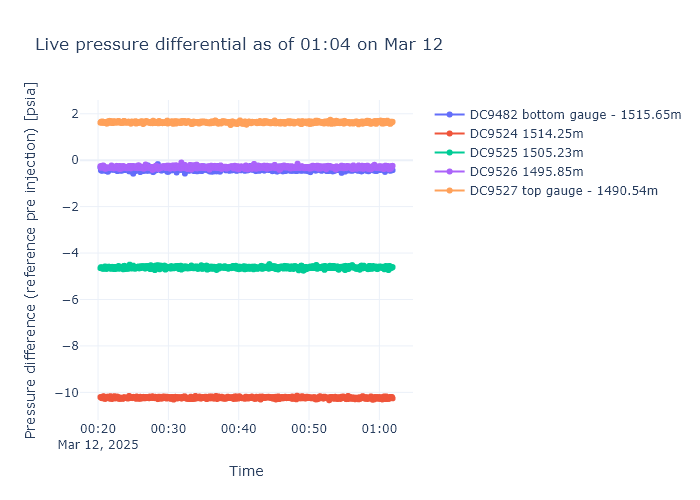 Live pressure differential as of 01:04 on Mar 12
Pressure difference (reference pre injection) [psia]
2
0
−2
−4
−6
−8
−10
00:20
00:30
00:40
00:50
01:00
Mar 12, 2025
Time
DC9482 bottom gauge - 1515.65m
DC9524 1514.25m
DC9525 1505.23m
DC9526 1495.85m
DC9527 top gauge - 1490.54m